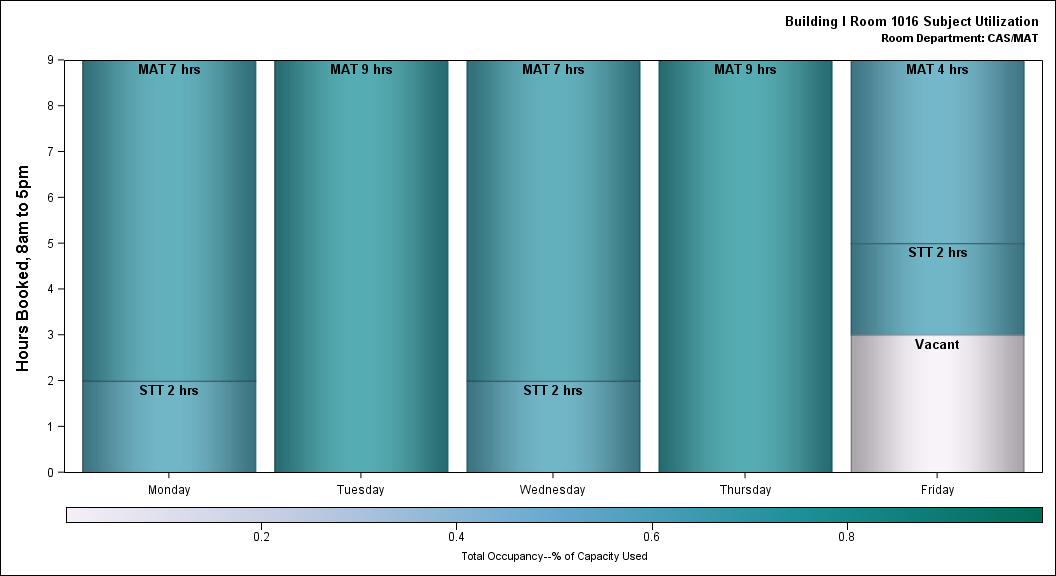 Building I Room 1016 Subject Utilization
Room Department: CAS/MAT
Hours Booked, 8am to 5pm
9
8
7
6
5
4
3
2
1
0
MAT 7 hrs
STT 2 hrs
MAT 9 hrs
MAT 7 hrs
STT 2 hrs
MAT 9 hrs
MAT 4 hrs
STT 2 hrs
Vacant
Monday Tuesday Wednesday Thursday Friday
0.2 0.4 0.6 0.8
Total Occupancy--% of Capacity Used